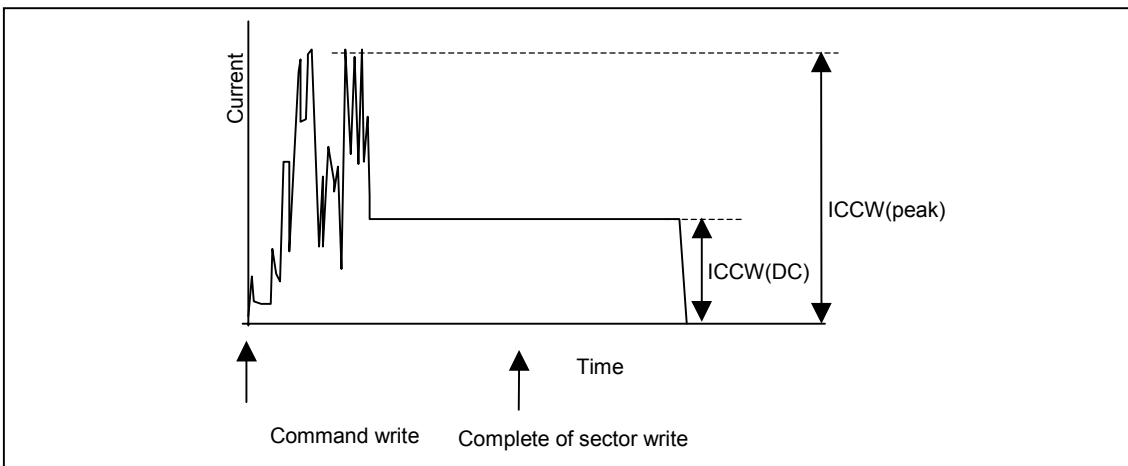 Current
ICCW(peak)
ICCW(DC)
Time
Command write
Complete of sector write